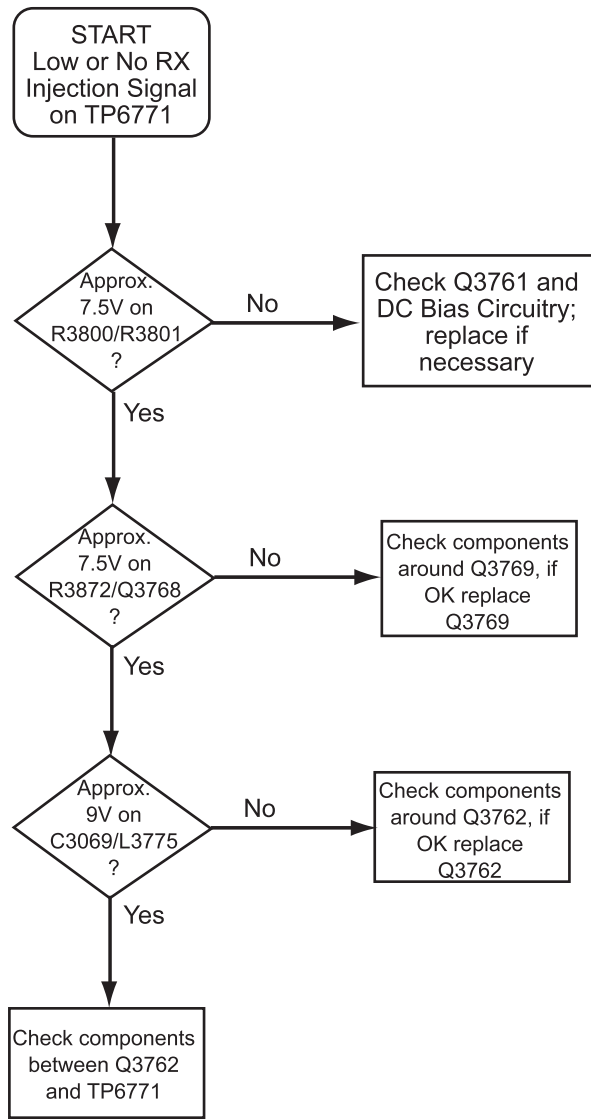 START
Low or No RX
Injection Signal
on TP6771
Approx.
7.5V on
R3800/R3801
?
No
Check Q3761 and
DC Bias Circuitry;
replace if
necessary
Yes
Approx.
7.5V on
R3872/Q3768
?
No
Check components
around Q3769, if
OK replace
Q3769
Yes
Approx.
9V on
C3069/L3775
?
No
Check components
around Q3762, if
OK replace
Q3762
Yes
Check components
between Q3762
and TP6771